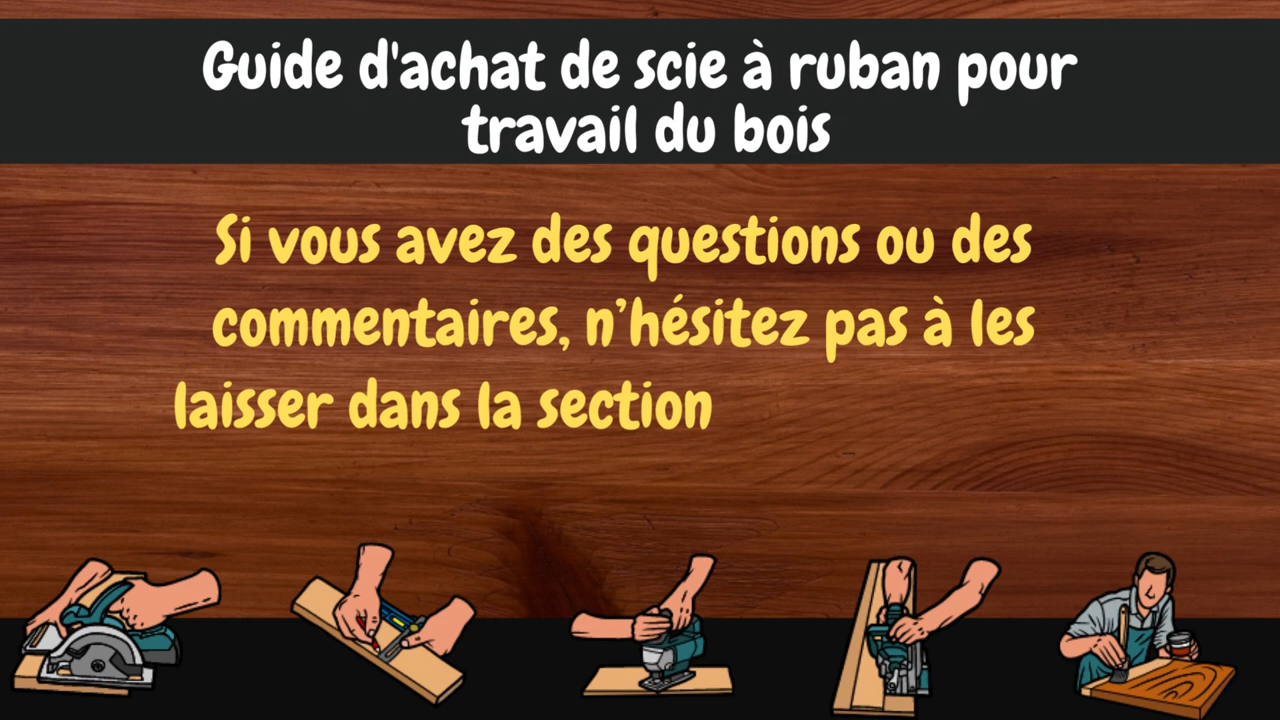 Guide d'achat de scie à ruban pour
travail du bois
Si vous avez des questions ou des
commentaires, n’hésitez pas à les
laisser dans la section